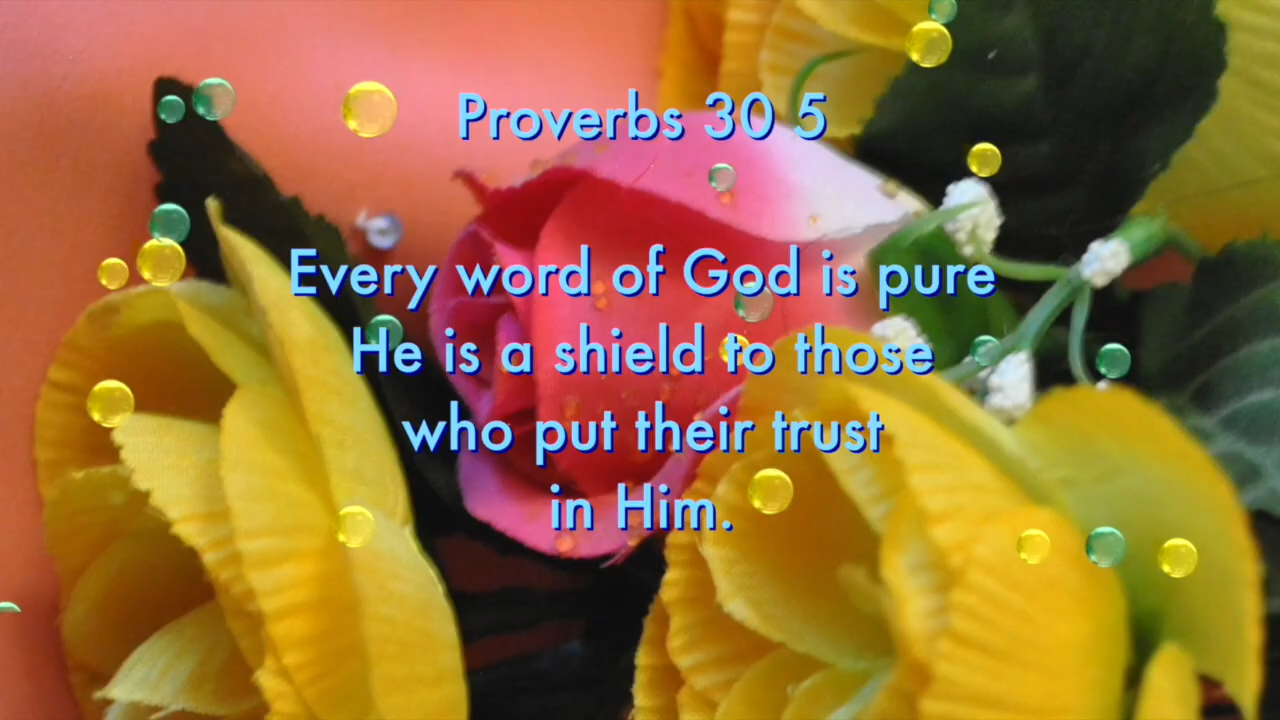 Proverbs 30 5
Every word of God is pure
He is a shield to those
who put their trust
in Him.